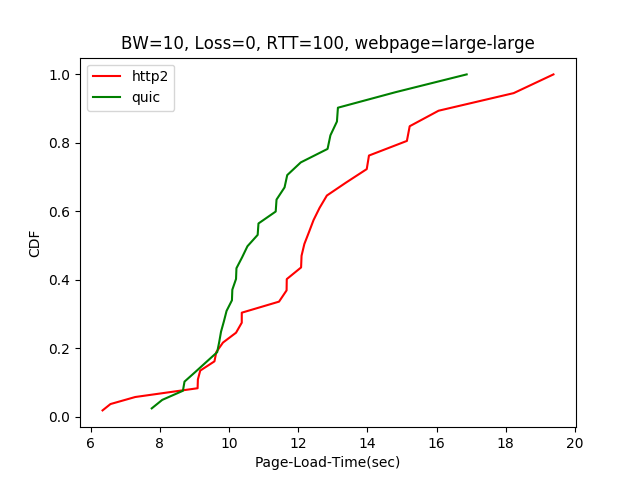 BW=10, Loss=0, RTT=100, webpage=large-large
http2
quic
1.0
0.8
0.6
0.4
0.2
0.0
CDF
6 8 10 12 14 16 18 20
Page-Load-Time(sec)